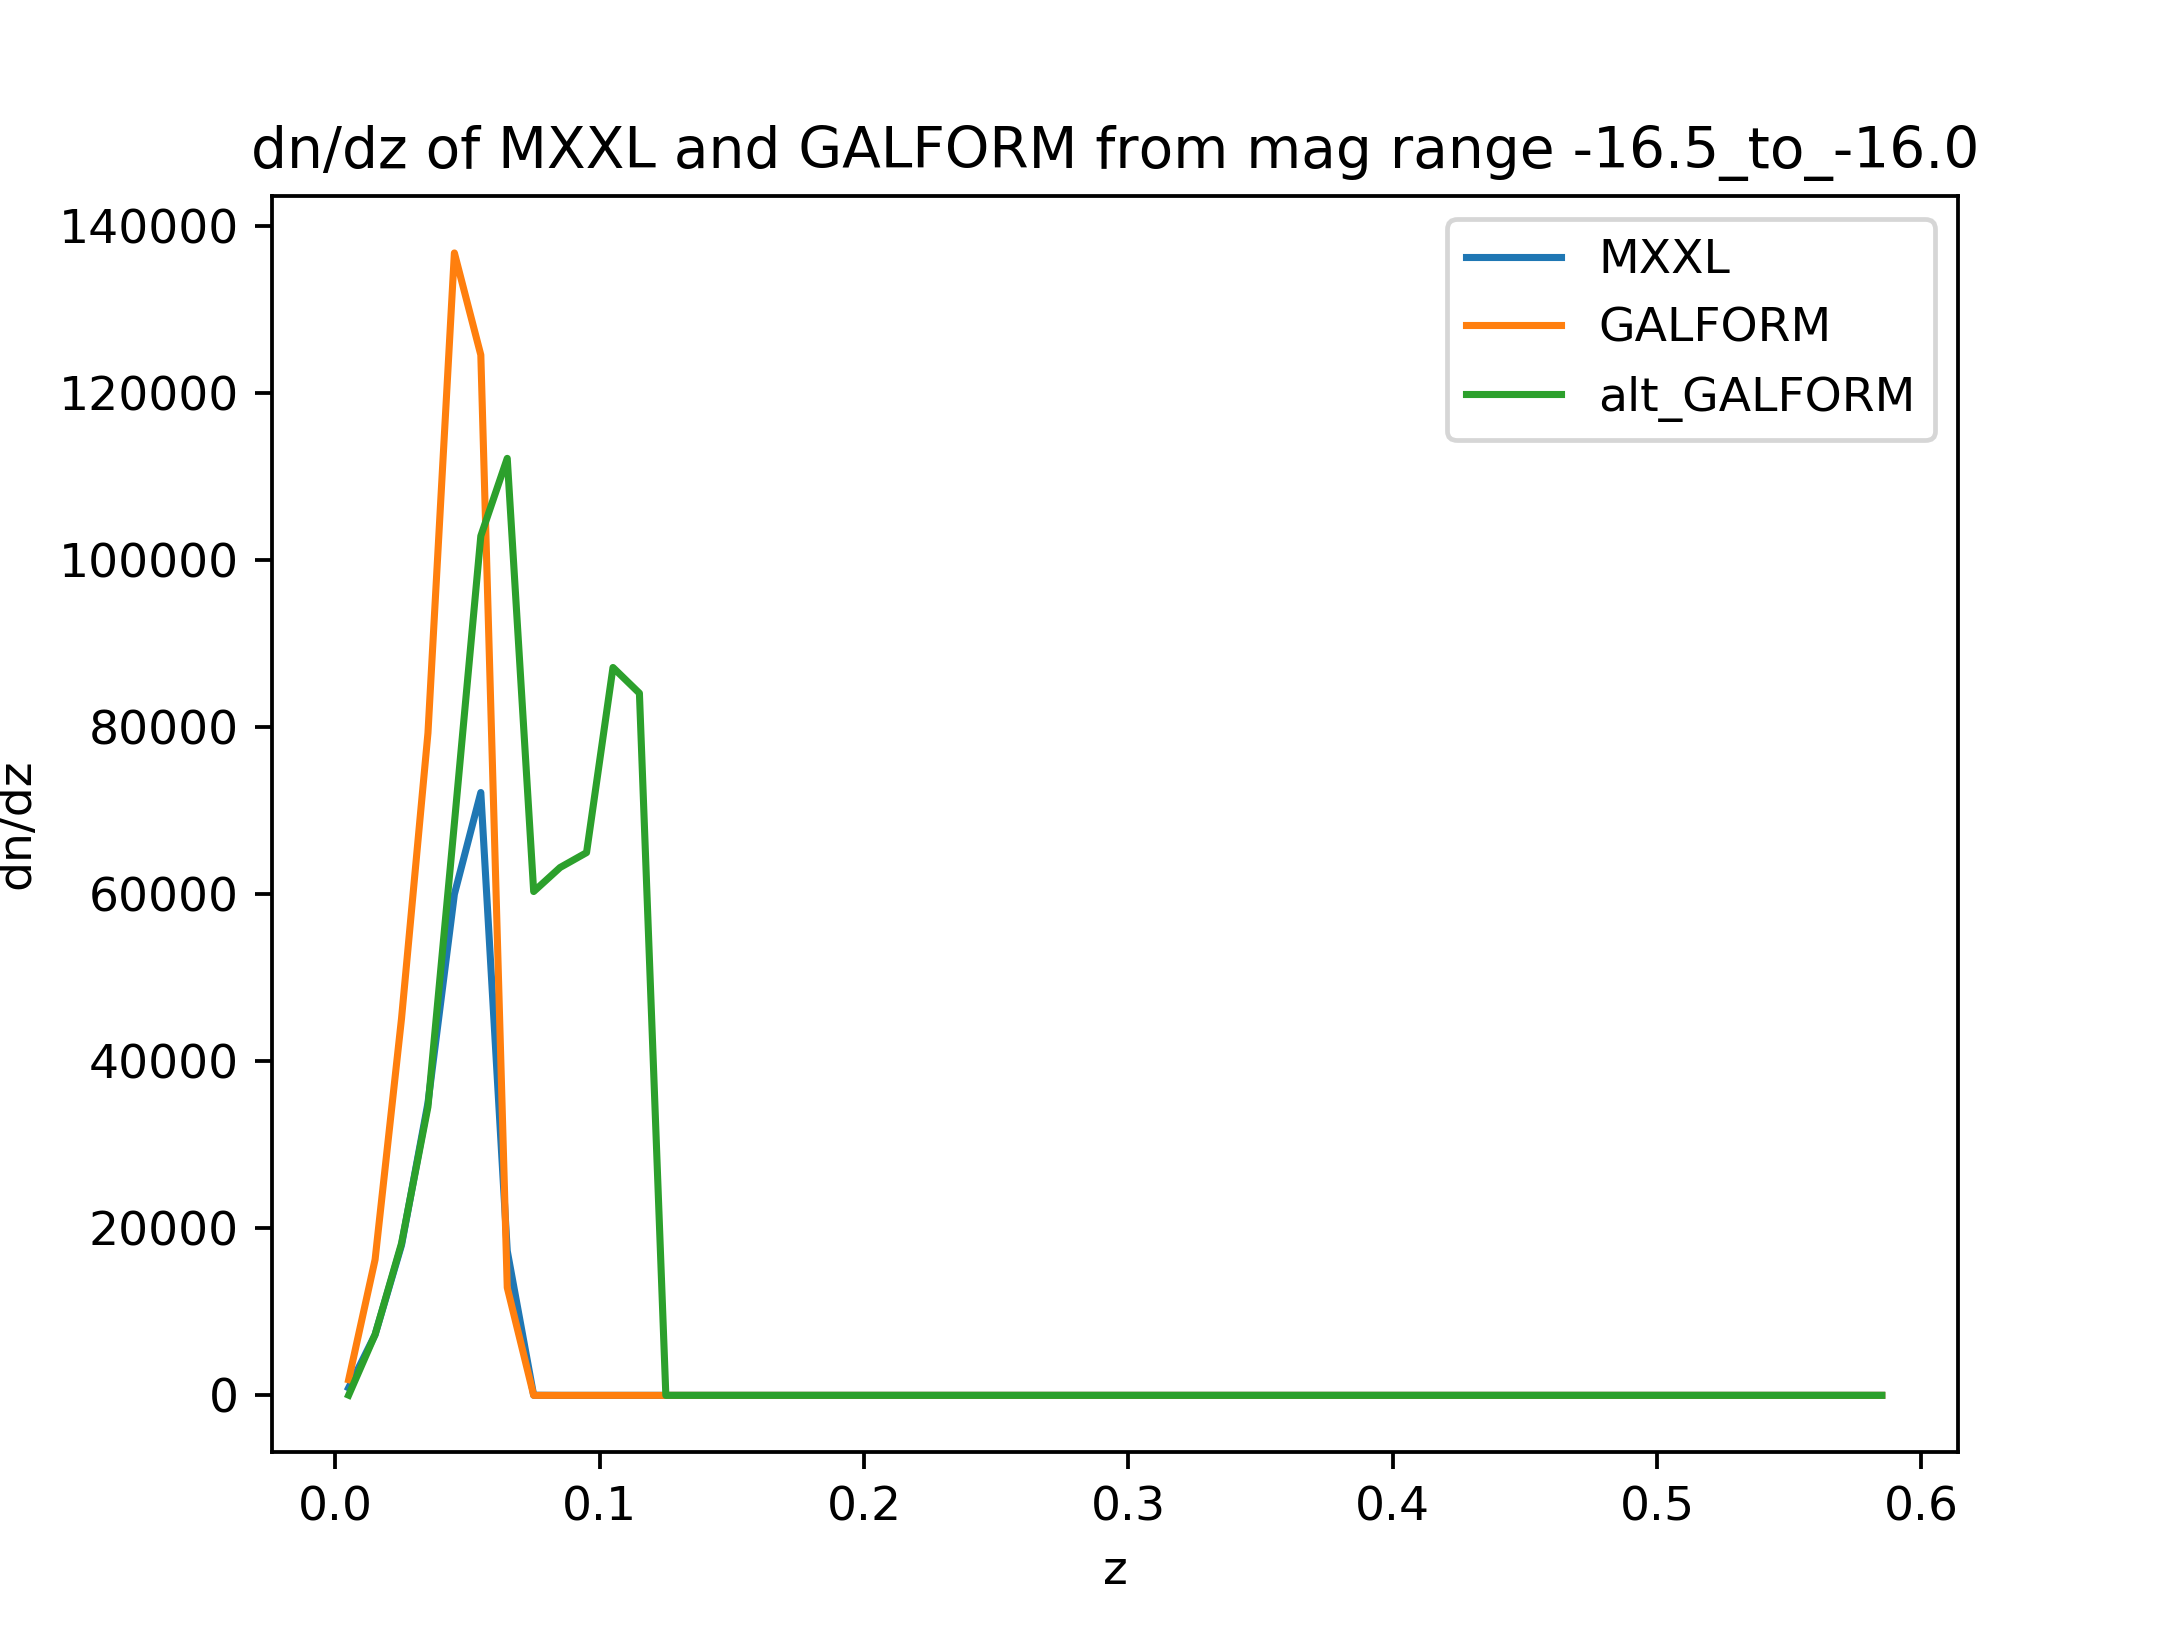 dn/dz of MXXL and GALFORM from mag range -16.5_to_-16.0
140000
120000
100000
80000
60000
40000
20000
0
dn/dz
MXXL
GALFORM
alt_GALFORM
0.0 0.1 0.2 0.3 0.4 0.5 0.6
z